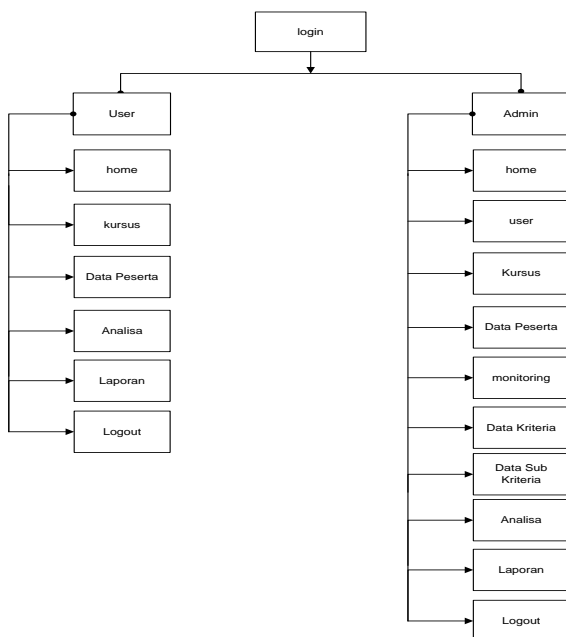 login
User
home
kursus
Data Peserta
Analisa
Laporan
Logout
Admin
home
user
Kursus
Data Peserta
monitoring
Data Kriteria
Data Sub
Kriteria
Analisa
Laporan
Logout